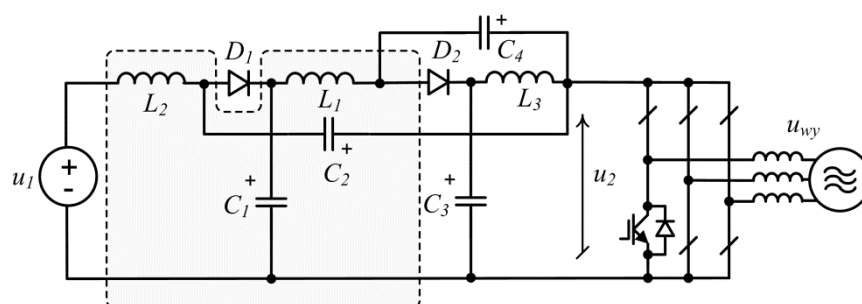 D1
D2
+
C4
L2
L1
L3
+
C2
uwy
u1
+
-
+
C1
+
C3
u2